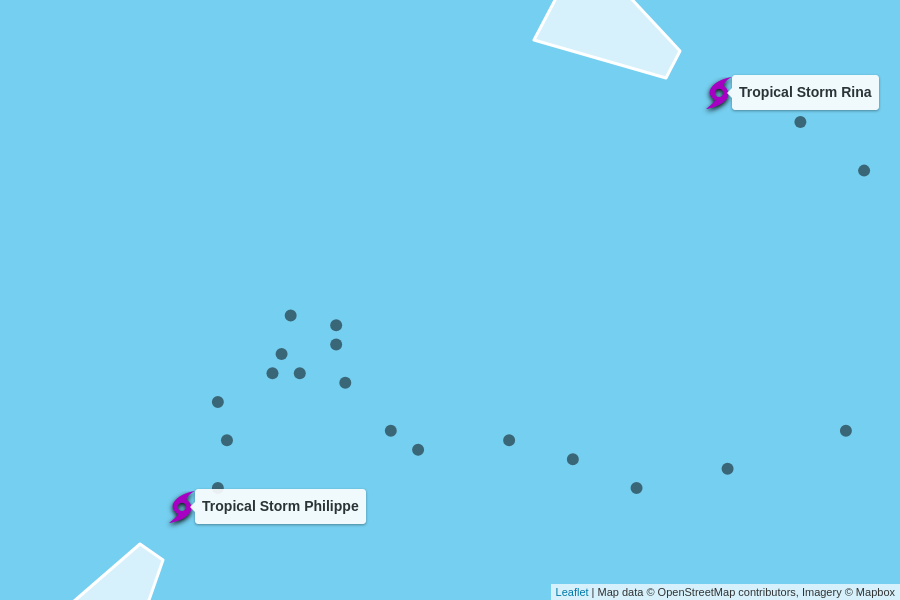 Tropical Storm Rina
Tropical Storm Philippe
Leaflet | Map data © OpenStreetMap contributors, Imagery © Mapbox